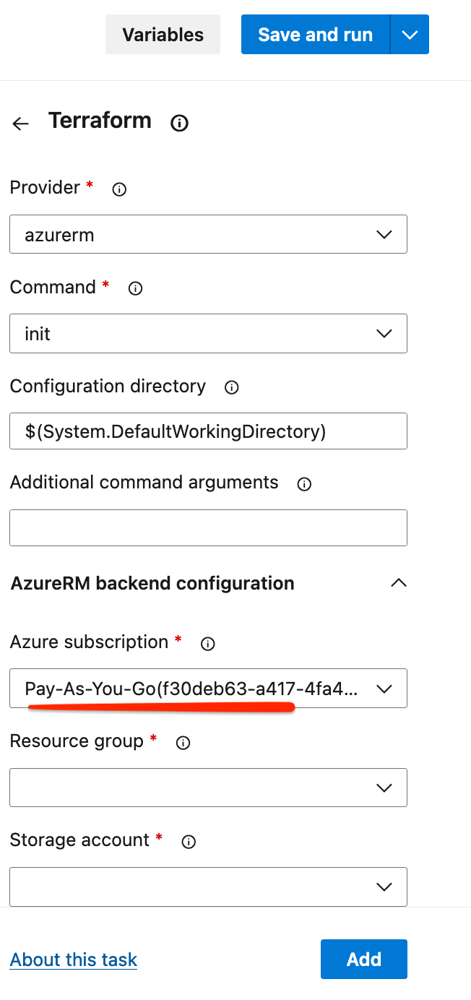 Variables
Save and run
Terraform
Provider *
azurerm
Command *
init
Configuration directory
$(System.DefaultWorkingDirectory)
Additional command arguments
AzureRM backend configuration
Azure subscription *
Pay-As-You-Go(f30deb63-a417-4fa4...
Resource group *
Storage account *
About this task
Add